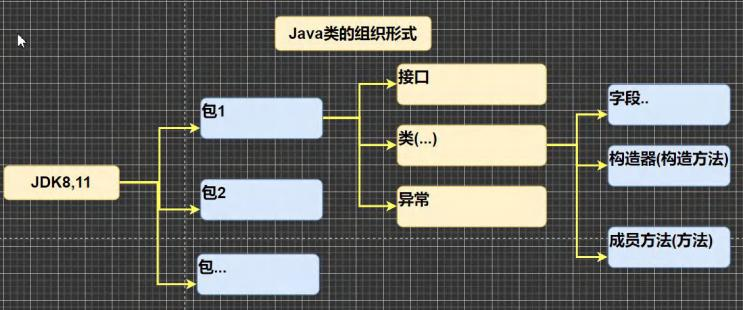 Java类的组织形式
JDK8,11
包1
包2
包...
接口
类(...)
异常
字段..
构造器(构造方法)
成员方法(方法)